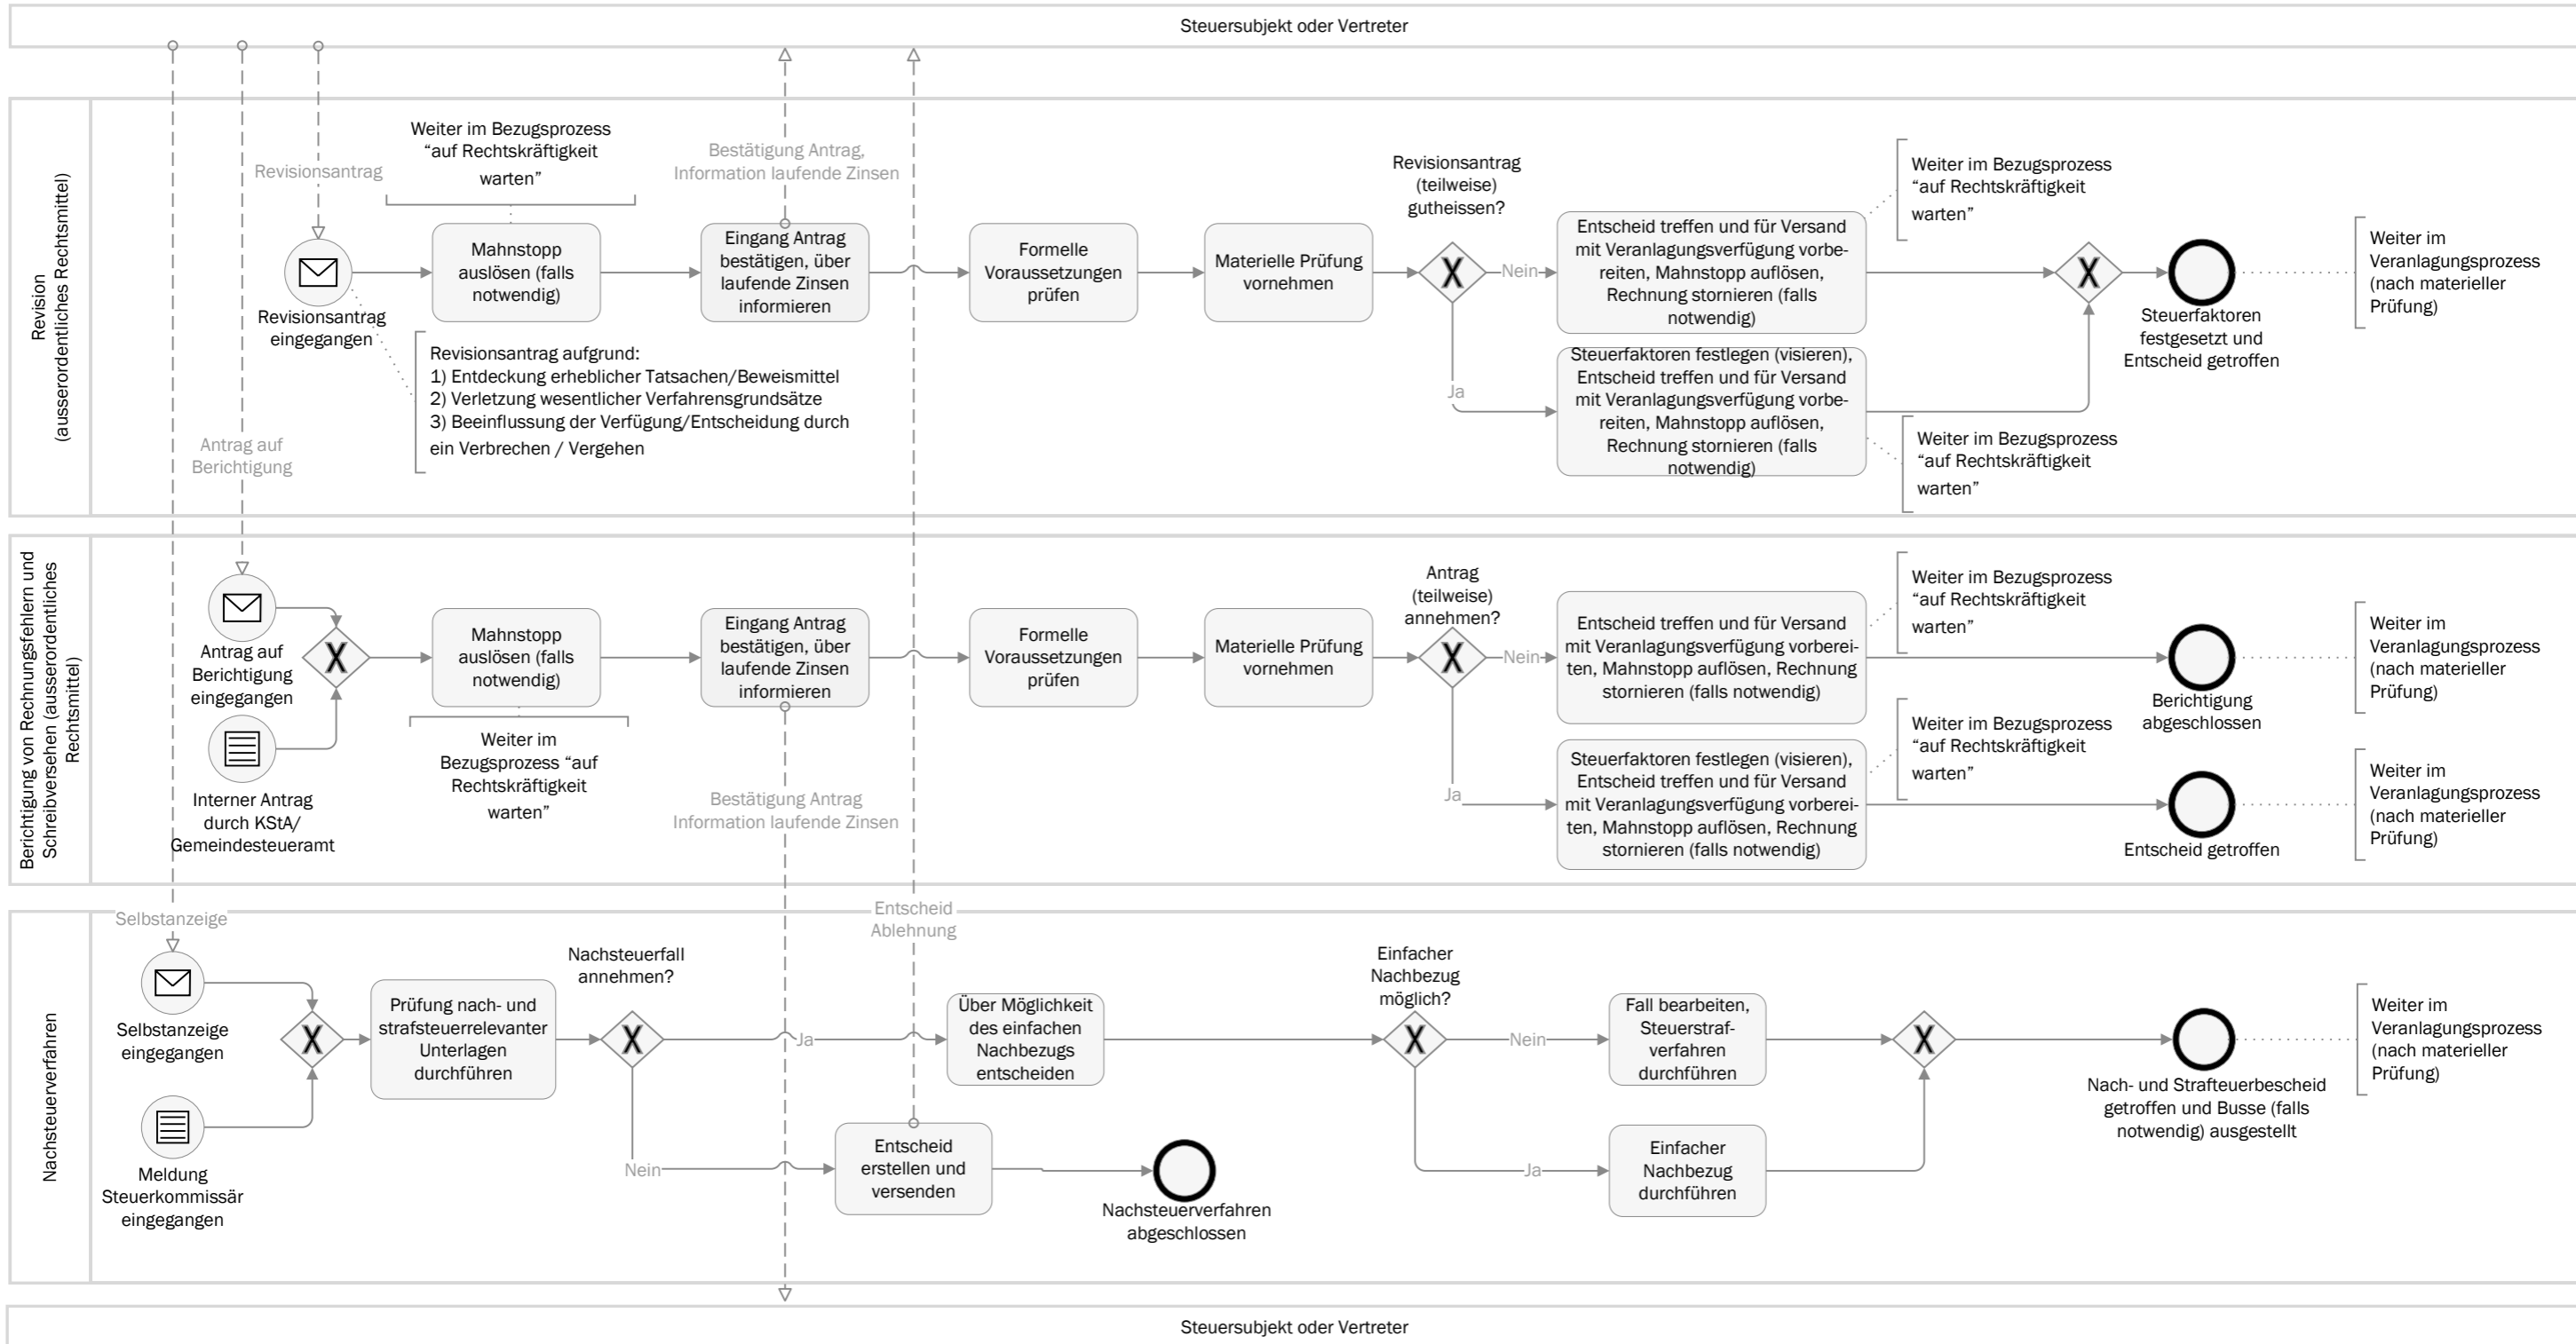 Steuersubjekt oder Vertreter
Revision
(ausserordentliches Rechtsmittel)
Revisionsantrag
Weiter im Bezugsprozess
“auf Rechtskräftigkeit
warten”
Bestätigung Antrag,
Information laufende Zinsen
Revisionsantrag
eingegangen
Mahnstopp
auslösen (falls
notwendig)
Eingang Antrag
bestätigen, über
laufende Zinsen
informieren
Formelle
Voraussetzungen
prüfen
Materielle Prüfung
vornehmen
Revisionsantrag
(teilweise)
gutheissen?
Nein
Ja
Entscheid treffen und für Versand
mit Veranlagungsverfügung vorbe-
reiten, Mahnstopp auflösen,
Rechnung stornieren (falls
notwendig)
Weiter im Bezugsprozess
“auf Rechtskräftigkeit
warten”
Steuerfaktoren festlegen (visieren),
Entscheid treffen und für Versand
mit Veranlagungsverfügung vorbe-
reiten, Mahnstopp auflösen,
Rechnung stornieren (falls
notwendig)
Weiter im Bezugsprozess
“auf Rechtskräftigkeit
warten”
Steuerfaktoren
festgesetzt und
Entscheid getroffen
Weiter im
Veranlagungsprozess
(nach materieller
Prüfung)
Revisionsantrag aufgrund:
1) Entdeckung erheblicher Tatsachen/Beweismittel
2) Verletzung wesentlicher Verfahrensgrundsätze
3) Beeinflussung der Verfügung/Entscheidung durch
ein Verbrechen / Vergehen
Antrag auf
Berichtigung
Berichtigung von Rechnungsfehlern und
Schreibversehen (ausserordentliches
Rechtsmittel)
Antrag auf
Berichtigung
eingegangen
Interner Antrag
durch KStA/
Gemeindesteueramt
Mahnstopp
auslösen (falls
notwendig)
Weiter im
Bezugsprozess “auf
Rechtskräftigkeit
warten”
Eingang Antrag
bestätigen, über
laufende Zinsen
informieren
Bestätigung Antrag
Information laufende Zinsen
Formelle
Voraussetzungen
prüfen
Materielle Prüfung
vornehmen
Antrag
(teilweise)
annehmen?
Nein
Ja
Entscheid treffen und für Versand
mit Veranlagungsverfügung vorberei-
ten, Mahnstopp auflösen, Rechnung
stornieren (falls notwendig)
Weiter im Bezugsprozess
“auf Rechtskräftigkeit
warten”
Berichtigung
abgeschlossen
Weiter im
Veranlagungsprozess
(nach materieller
Prüfung)
Steuerfaktoren festlegen (visieren),
Entscheid treffen und für Versand
mit Veranlagungsverfügung vorberei-
ten, Mahnstopp auflösen, Rechnung
stornieren (falls notwendig)
Weiter im Bezugsprozess
“auf Rechtskräftigkeit
warten”
Entscheid getroffen
Weiter im
Veranlagungsprozess
(nach materieller
Prüfung)
Nachsteuerverfahren
Selbstanzeige
Entscheid
Ablehnung
Selbstanzeige
eingegangen
Meldung
Steuerkommissär
eingegangen
Prüfung nach- und
strafsteuerrelevanter
Unterlagen
durchführen
Nachsteuerfall
annehmen?
Ja
Nein
Über Möglichkeit
des einfachen
Nachbezugs
entscheiden
Entscheid
erstellen und
versenden
Nachsteuerverfahren
abgeschlossen
Einfacher
Nachbezug
möglich?
Nein
Ja
Fall bearbeiten,
Steuerstraf-
verfahren
durchführen
Einfacher
Nachbezug
durchführen
Nach- und Strafteuerbescheid
getroffen und Busse (falls
notwendig) ausgestellt
Weiter im
Veranlagungsprozess
(nach materieller
Prüfung)
Steuersubjekt oder Vertreter